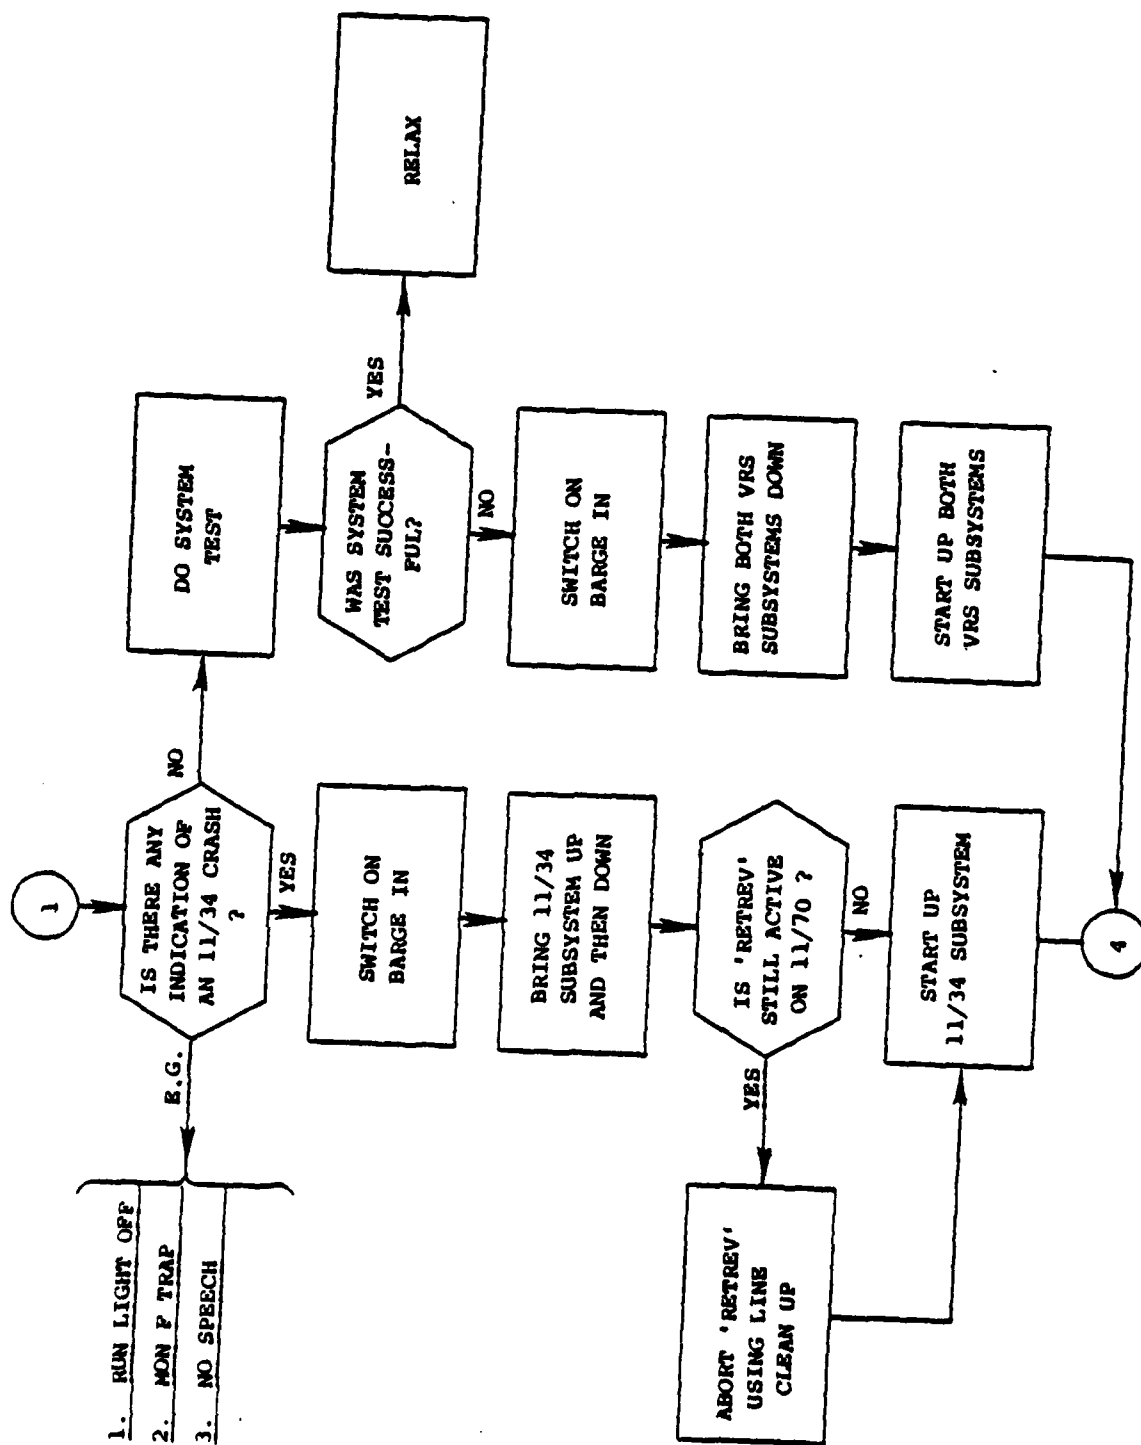 1
IS THERE ANY
INDICATION OF
AN 11/34 CRASH
?
E.G.
1. RUN LIGHT OFF
2. MON F TRAP
3. NO SPEECH
NO
DO SYSTEM
TEST
WAS SYSTEM
TEST SUCCESS-
FUL?
YES
RELAX
NO
SWITCH ON
BARGE IN
BRING BOTH VRS
SUBSYSTEMS DOWN
START UP BOTH
VRS SUBSYSTEMS
YES
SWITCH ON
BARGE IN
BRING 11/34
SUBSYSTEM UP
AND THEN DOWN
IS 'RETREV'
STILL ACTIVE
ON 11/70 ?
YES
ABORT 'RETREV'
USING LINE
CLEAN UP
NO
START UP
11/34 SUBSYSTEM
4